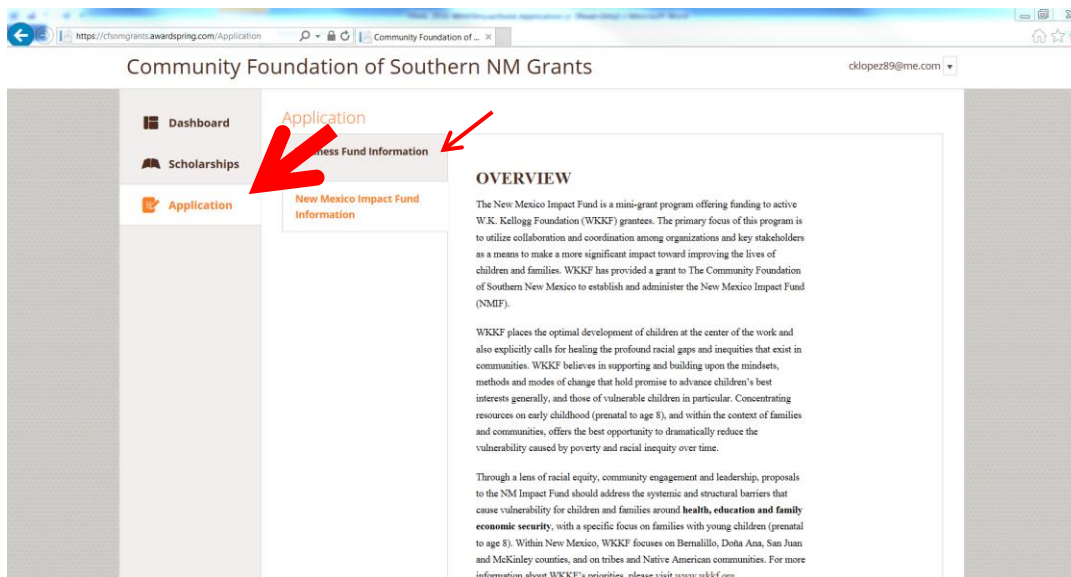 https://cfsnmgrants.awardspring.com/Application
Community Foundation of ...
Community Foundation of Southern NM Grants
cklopez89@me.com
Dashboard
Scholarships
Application
Application
ness Fund Information
New Mexico Impact Fund
Information
OVERVIEW
The New Mexico Impact Fund is a mini-grant program offering funding to active
W.K. Kellogg Foundation (WKKF) grantees. The primary focus of this program is
to utilize collaboration and coordination among organizations and key stakeholders
as a means to make a more significant impact toward improving the lives of
children and families. WKKF has provided a grant to The Community Foundation
of Southern New Mexico to establish and administer the New Mexico Impact Fund
(NMIF).
WKKF places the optimal development of children at the center of the work and
also explicitly calls for healing the profound racial gaps and inequities that exist in
communities. WKKF believes in supporting and building upon the mindsets,
methods and modes of change that hold promise to advance children's best
interests generally, and those of vulnerable children in particular. Concentrating
resources on early childhood (prenatal to age 8), and within the context of families
and communities, offers the best opportunity to dramatically reduce the
vulnerability caused by poverty and racial inequity over time.
Through a lens of racial equity, community engagement and leadership, proposals
to the NM Impact Fund should address the systemic and structural barriers that
cause vulnerability for children and families around health, education and family
economic security, with a specific focus on families with young children (prenatal
to age 8). Within New Mexico, WKKF focuses on Bernalillo, Doña Ana, San Juan
and McKinley counties, and on tribes and Native American communities. For more
information about WKKF's priorities, please visit www.wkkf.org